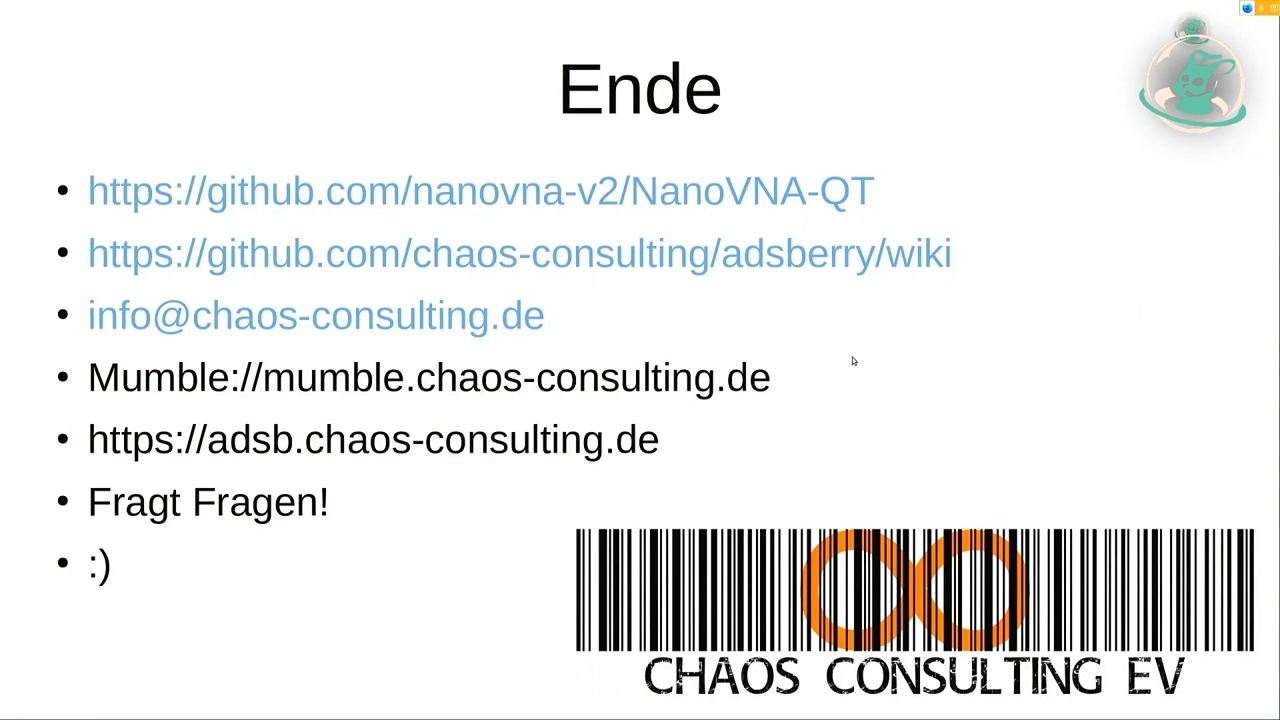 Ende
https://github.com/nanovna-v2/NanoVNA-QT
https://github.com/chaos-consulting/adsberry/wiki
info@chaos-consulting.de
Mumble://mumble.chaos-consulting.de
https://adsb.chaos-consulting.de
Fragt Fragen!
:)
CHAOS CONSULTING EV